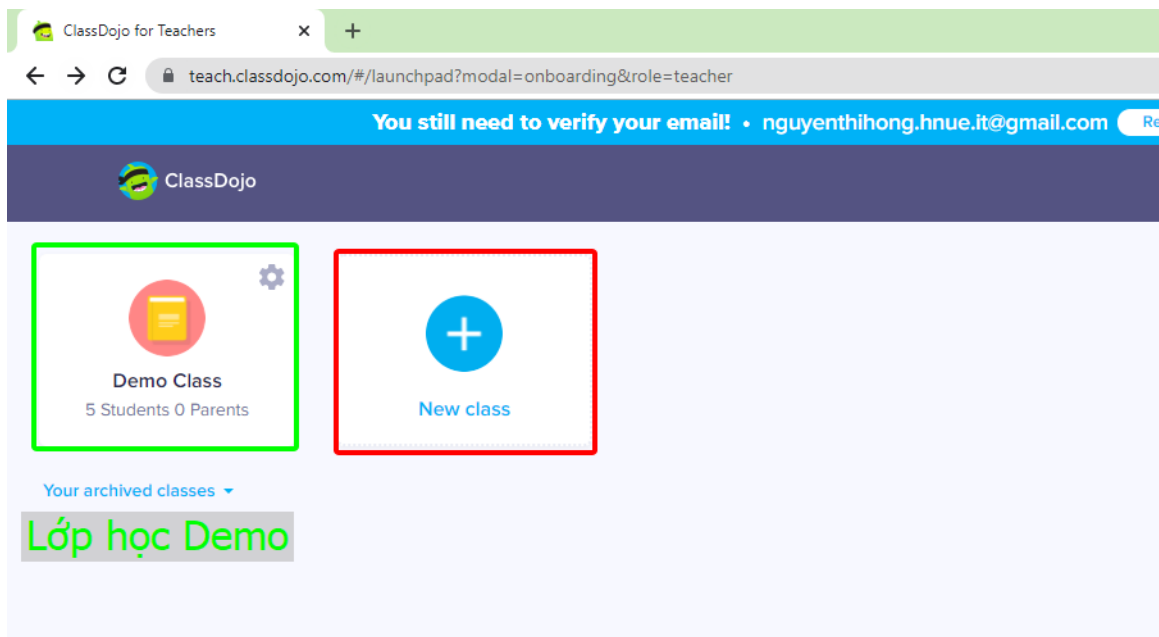 ClassDojo for Teachers
teach.classdojo.com/#/launchpad?modal=onboarding&role=teacher
You still need to verify your email! • nguyenthihong.hnue.it@gmail.com
ClassDojo
Demo Class
5 Students 0 Parents
New class
Your archived classes
Lớp học Demo